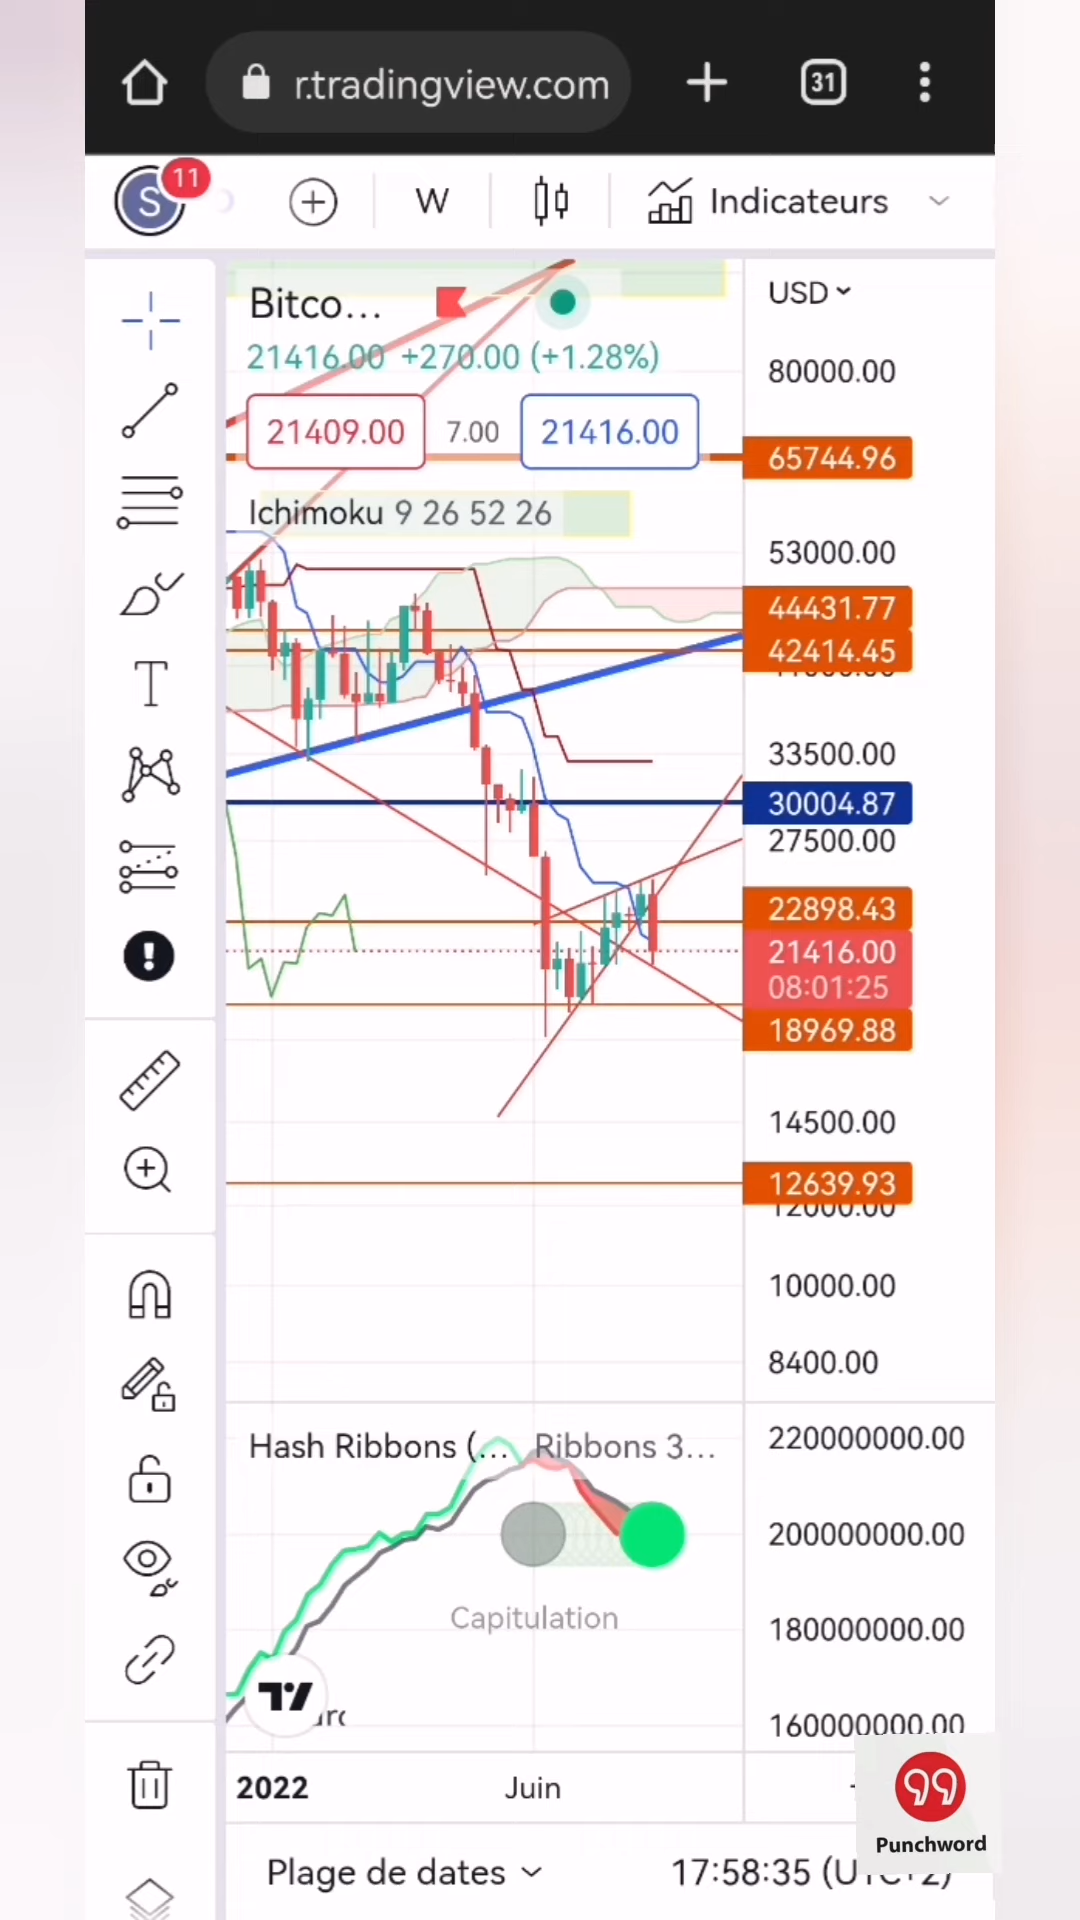 r.tradingview.com
31
S
11
W
Indicateurs
Bitco...
USD
21416.00 +270.00 (+1.28%)
80000.00
21409.00
7.00
21416.00
65744.96
Ichimoku 9 26 52 26
53000.00
44431.77
42414.45
33500.00
30004.87
27500.00
22898.43
21416.00
08:01:25
18969.88
14500.00
12639.93
12000.00
10000.00
8400.00
Hash Ribbons (...
Ribbons 3...
220000000.00
200000000.00
Capitulation
180000000.00
160000000.00
2022
Juin
Punchword
Plage de dates
17:58:35 (UTC+2)